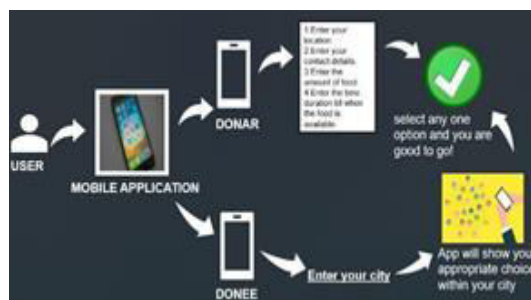 1 Enter your
location
2 Enter your
contact details
3 Enter the
amount of food
4 Enter the time
duration till when
the food is
available
DONAR
select any one
option and you are
good to go!
USER
MOBILE APPLICATION
DONEE
Enter your city
App will show you
appropriate choice
within your city